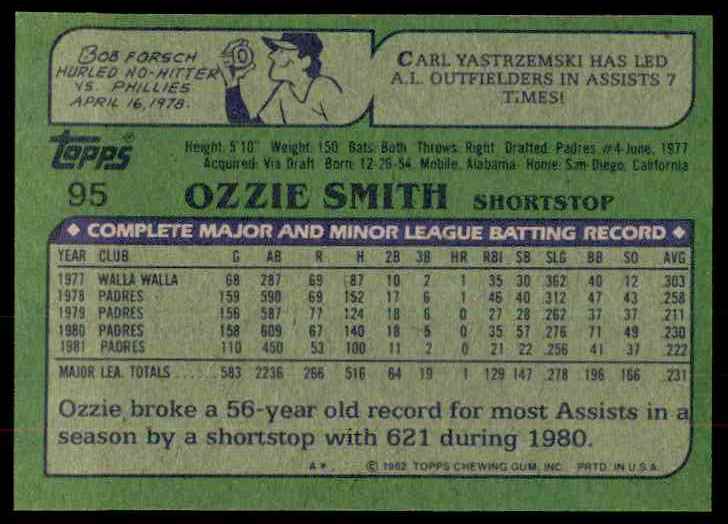 BOB FORSCH
HURLED NO-HITTER
VS. PHILLIES
APRIL 16, 1978.
CARL YASTRZEMSKI HAS LED
A.L. OUTFIELDERS IN ASSISTS 7
TIMES!
Topps®
Height: 5'10" Weight: 150 Bats: Both Throws: Right Drafted: Padres #4-June, 1977
Acquired: Via Draft Born: 12-26-54, Mobile, Alabama Home: San Diego, California
95 OZZIE SMITH SHORTSTOP
◆ COMPLETE MAJOR AND MINOR LEAGUE BATTING RECORD ◆
YEAR CLUB G AB R H 2B 3B HR RBI SB SLG BB SO AVG
1977 WALLA WALLA 68 287 69 87 10 2 1 35 30 .362 40 12 .303
1978 PADRES 159 590 69 152 17 6 1 46 40 .312 47 43 .258
1979 PADRES 156 587 77 124 18 6 0 27 28 .262 37 37 .211
1980 PADRES 158 609 67 140 18 5 0 35 57 .276 71 49 .230
1981 PADRES 110 450 53 100 11 2 0 21 22 .256 41 37 .222
MAJOR LEA. TOTALS ..... 583 2236 266 516 64 19 1 129 147 .278 196 166 .231
Ozzie broke a 56-year old record for most Assists in a
season by a shortstop with 621 during 1980.
A* © 1982 TOPPS CHEWING GUM, INC. PRTD. IN U.S.A.